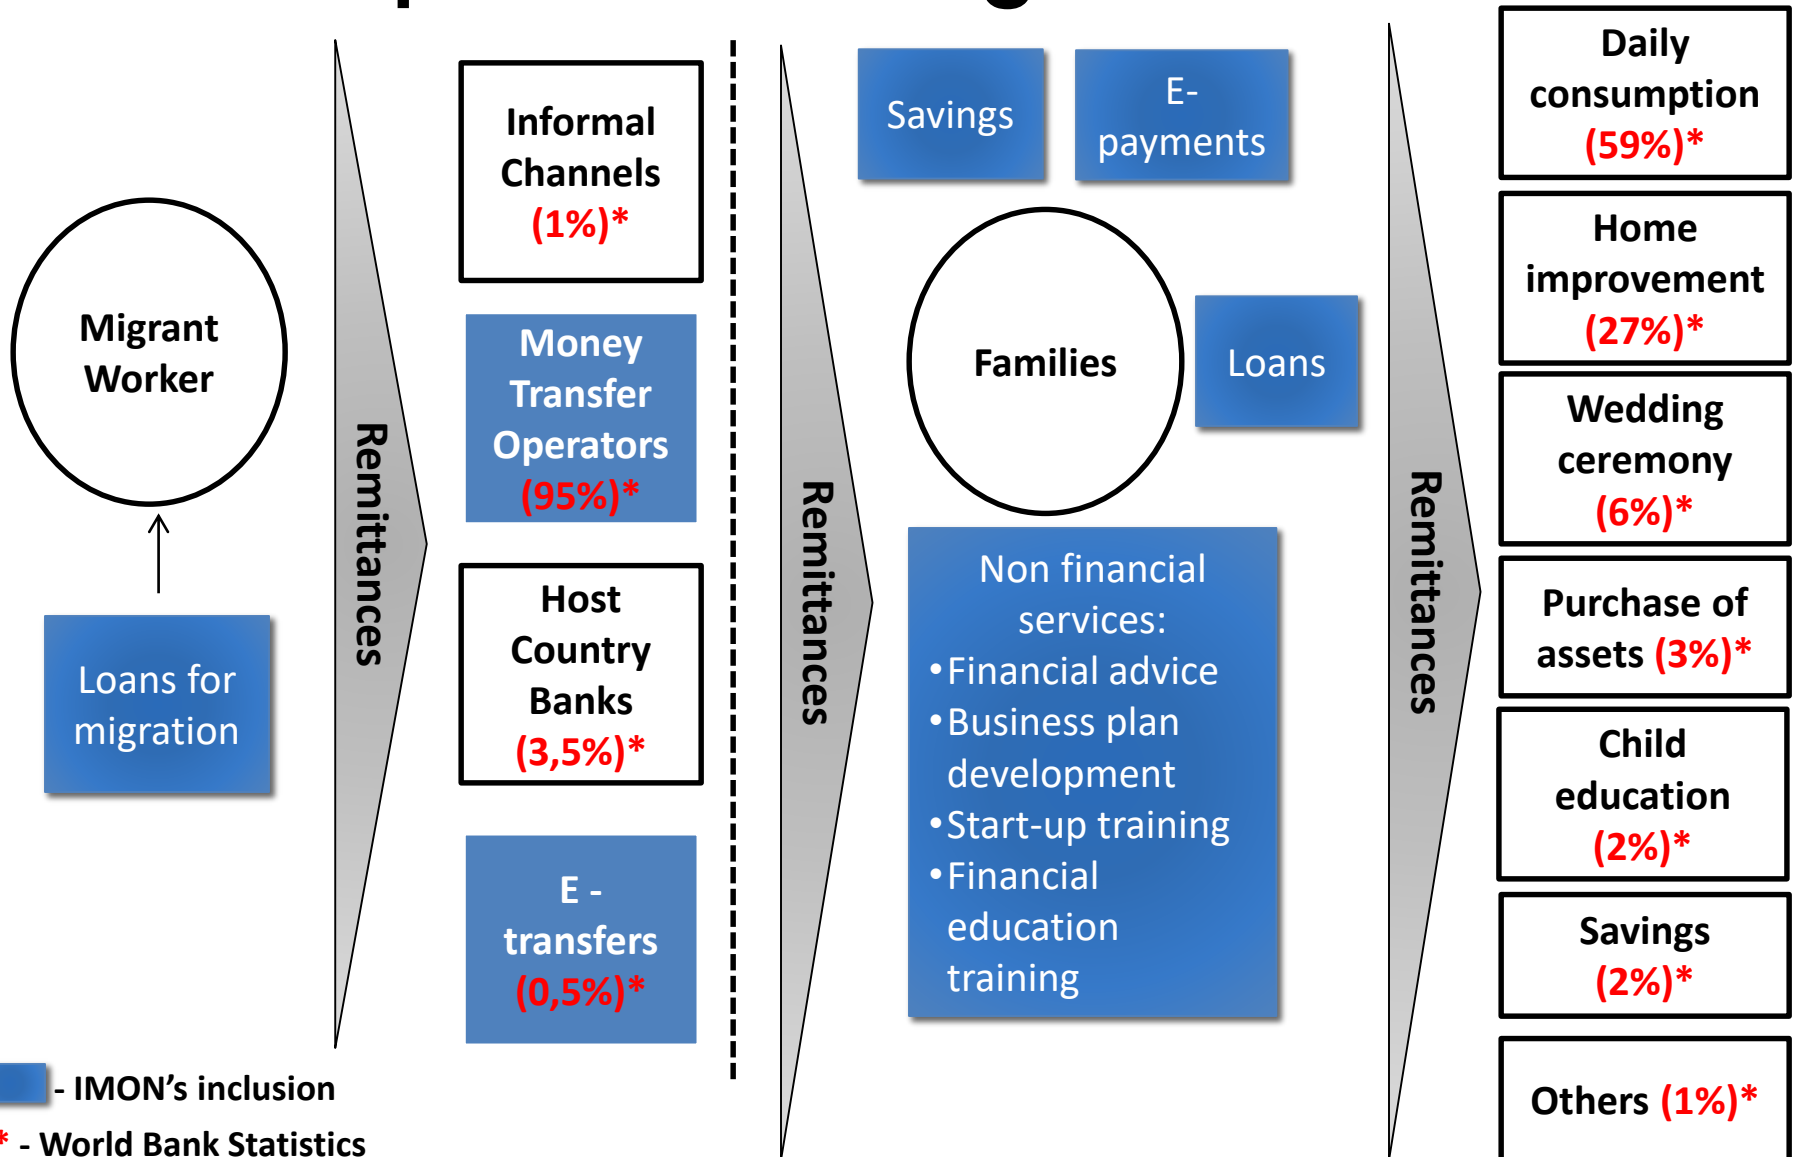 Migrant
Worker
Loans for
migration
Remittances
Informal
Channels
(1%)*
Money
Transfer
Operators
(95%)*
Host
Country
Banks
(3,5%)*
E -
transfers
(0,5%)*
Remittances
Savings
E-
payments
Families
Loans
Non financial
services:
•Financial advice
•Business plan
development
•Start-up training
•Financial
education
training
Remittances
Daily
consumption
(59%)*
Home
improvement
(27%)*
Wedding
ceremony
(6%)*
Purchase of
assets (3%)*
Child
education
(2%)*
Savings
(2%)*
Others (1%)*
- IMON’s inclusion
* - World Bank Statistics